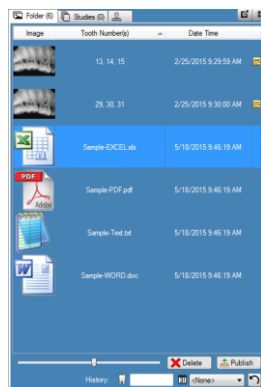 Folder (6) Studies (0)
Image Tooth Number(s) Date Time
13, 14, 15 2/25/2015 9:29:59 AM
29, 30, 31 2/25/2015 9:30:00 AM
Sample-EXCEL.xls 5/18/2015 9:46:19 AM
PDF
Adobe
Sample-PDF.pdf 5/18/2015 9:46:19 AM
Sample-Text.txt 5/18/2015 9:46:19 AM
W
Sample-WORD.doc 5/18/2015 9:46:19 AM
Delete Publish
History: <None>